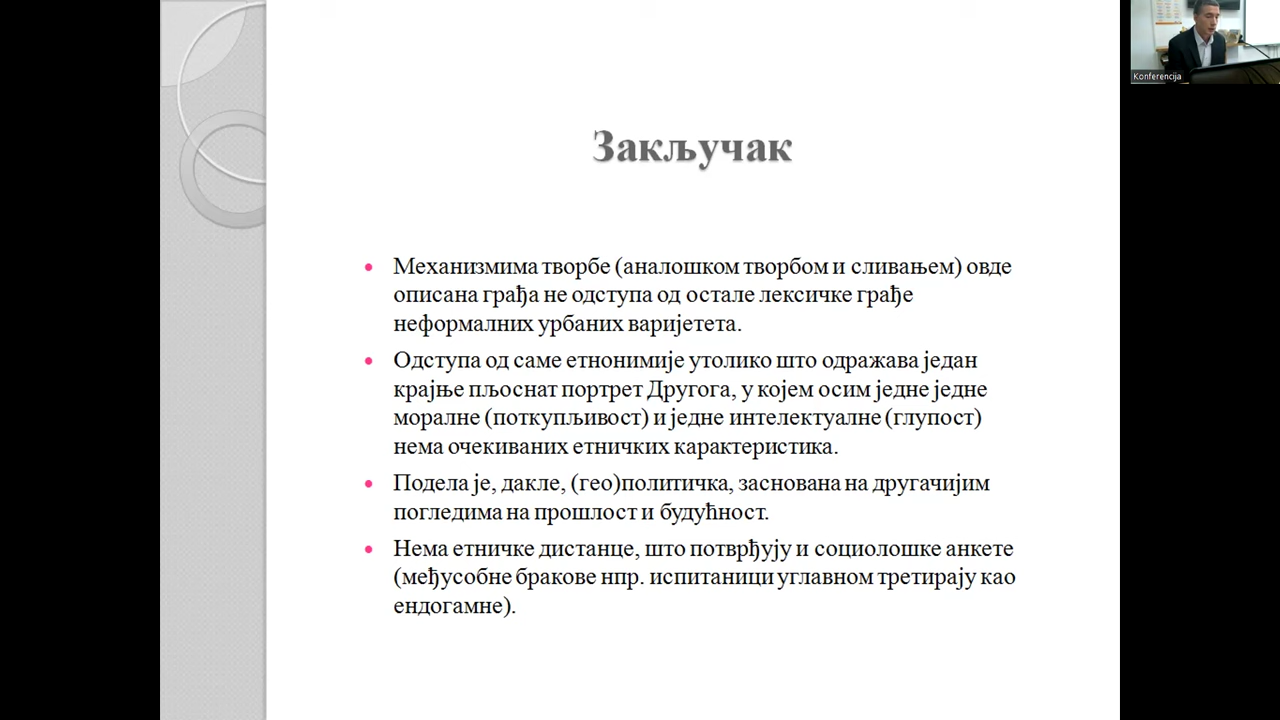 Закључак
Механизмима творбе (аналошком творбом и сливањем) овде
описана грађа не одступа од остале лексичке грађе
неформалних урбаних варијетета.
Одступа од саме етнонимије утолико што одражава један
крајње пљоснат портрет Другога, у којем осим једне једне
моралне (поткупљивост) и једне интелектуалне (глупост)
нема очекиваних етничких карактеристика.
Подела је, дакле, (гео)политичка, заснована на другачијим
погледима на прошлост и будућност.
Нема етничке дистанце, што потврђују и социолошке анкете
(међусобне бракове нпр. испитаници углавном третирају као
ендогамне).
Konferencija